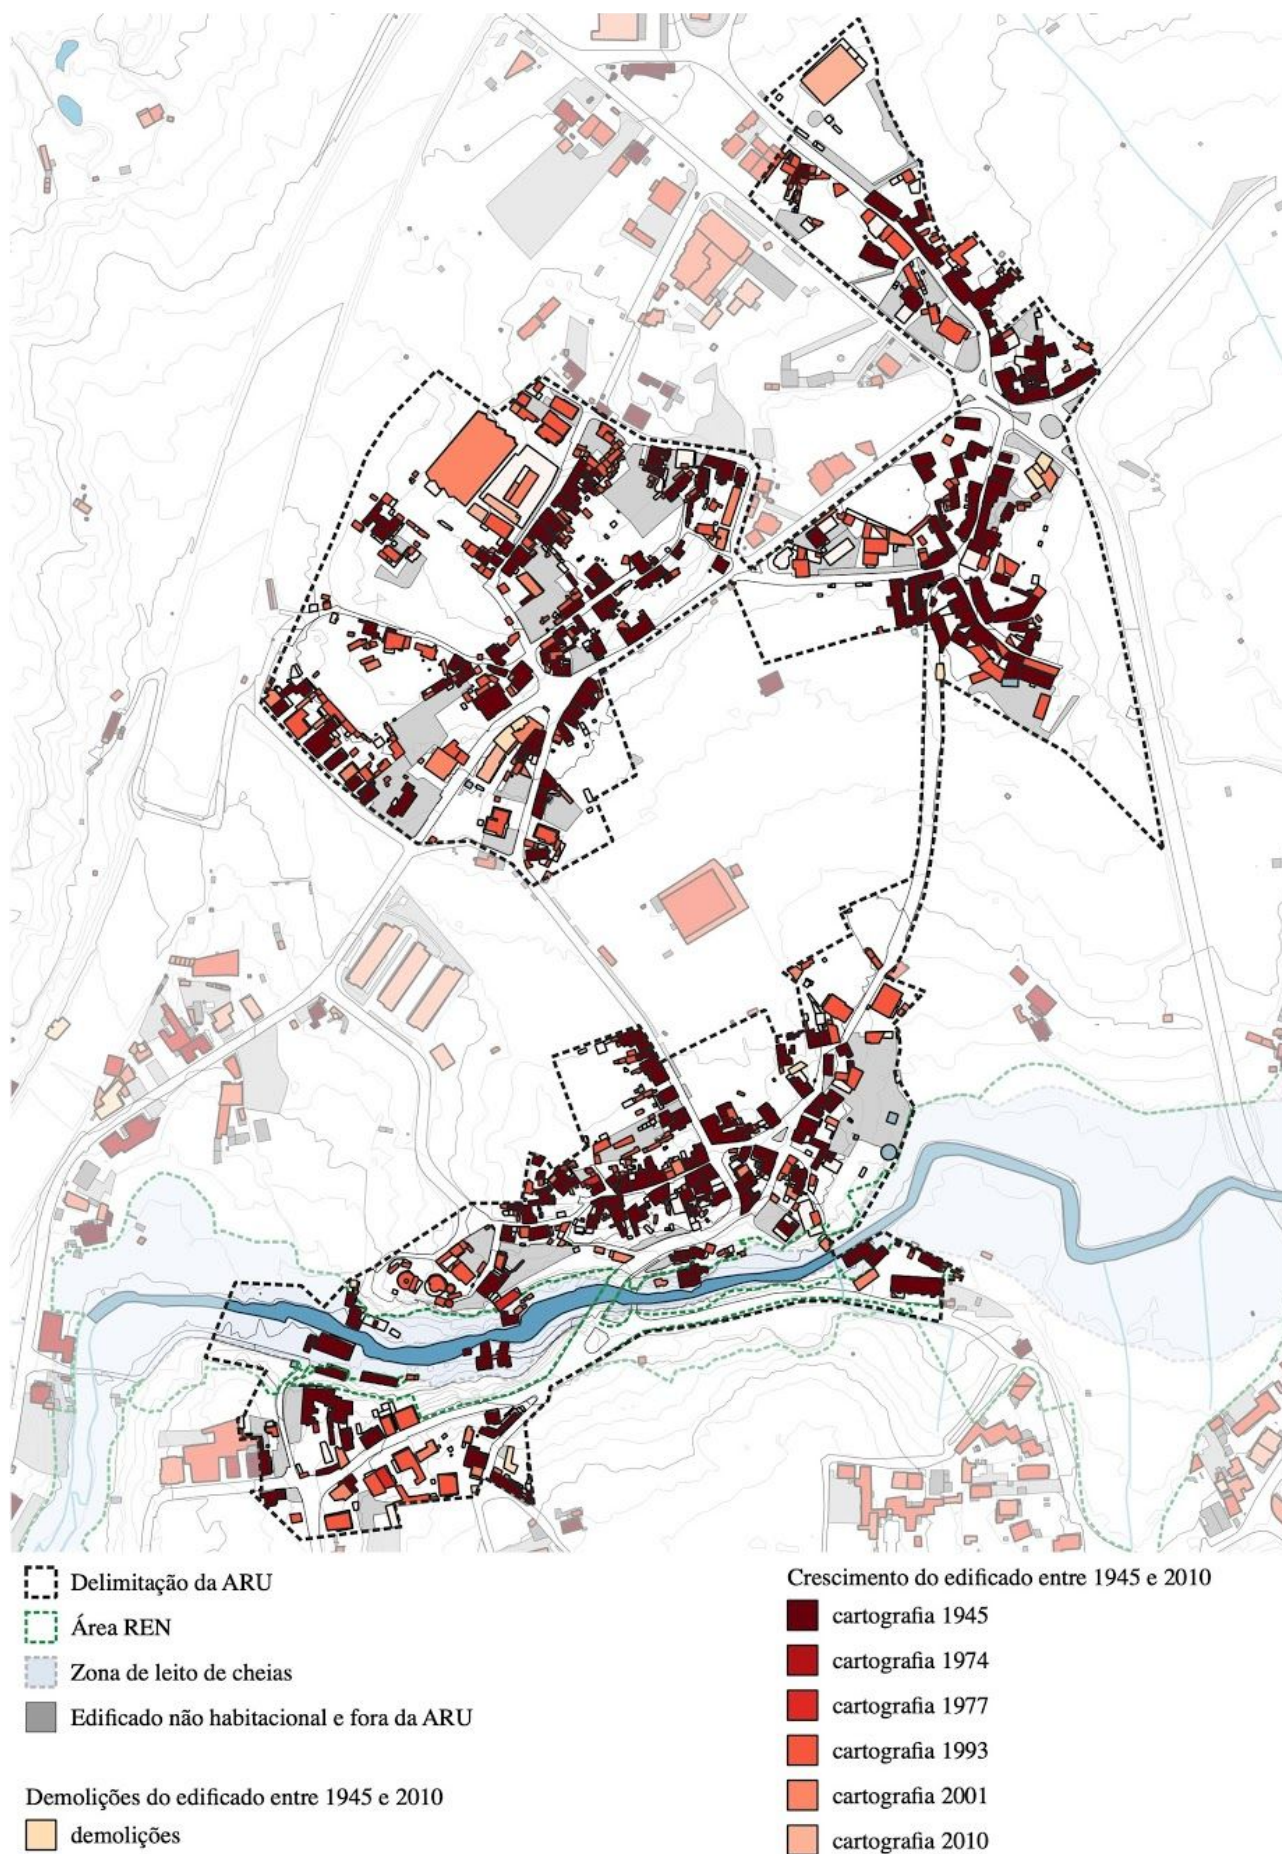 Delimitação da ARU
Área REN
Zona de leito de cheias
Edificado não habitacional e fora da ARU
Demolições do edificado entre 1945 e 2010
demolições
Crescimento do edificado entre 1945 e 2010
cartografia 1945
cartografia 1974
cartografia 1977
cartografia 1993
cartografia 2001
cartografia 2010